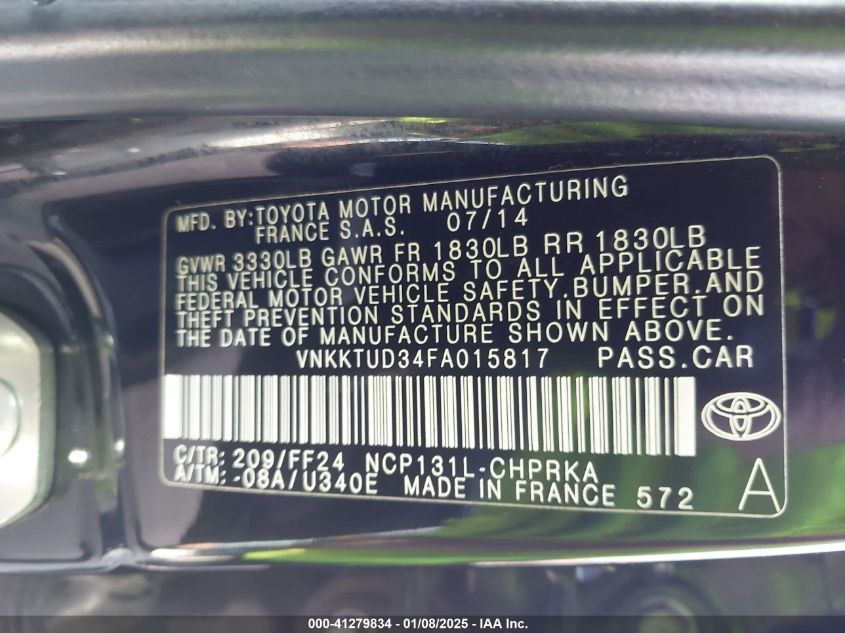 MFD. BY:TOYOTA MOTOR MANUFACTURING
FRANCE S.A.S. 07/14
GVWR 3330LB GAWR FR 1830LB RR 1830LB
THIS VEHICLE CONFORMS TO ALL APPLICABLE
FEDERAL MOTOR VEHICLE SAFETY,BUMPER,AND
THEFT PREVENTION STANDARDS IN EFFECT ON
THE DATE OF MANUFACTURE SHOWN ABOVE.
VNKKTUD34FA015817 PASS.CAR
C/TR: 209/FF24 NCP131L-CHPRKA
A/TM: -08A/U340E MADE IN FRANCE 572 A
000-41279834 — 01/08/2025 — IAA Inc.